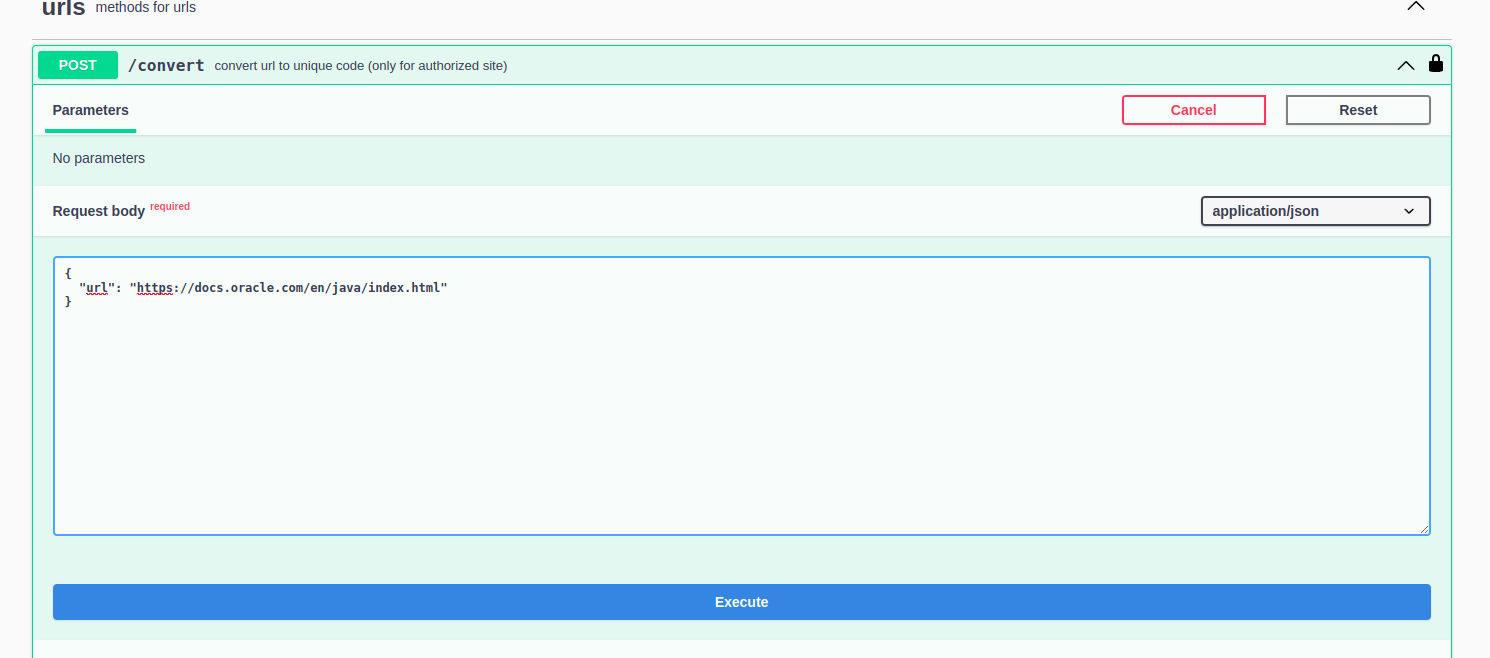 urls methods for urls
POST /convert convert url to unique code (only for authorized site)
Parameters Cancel Reset
No parameters
Request body required application/json
{
"url": "https://docs.oracle.com/en/java/index.html"
}
Execute